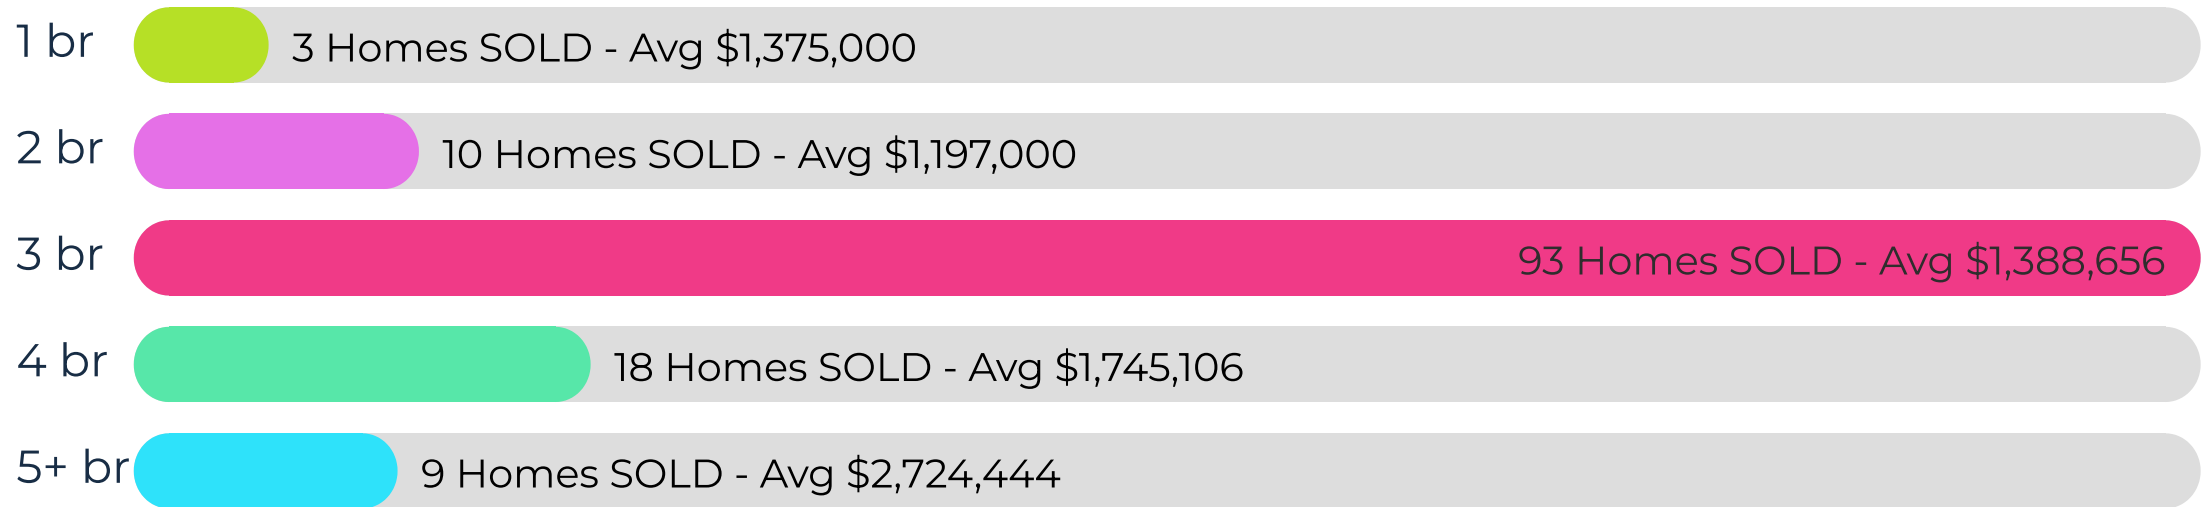 1 br 3 Homes SOLD - Avg $1,375,000
2 br 10 Homes SOLD - Avg $1,197,000
3 br 93 Homes SOLD - Avg $1,388,656
4 br 18 Homes SOLD - Avg $1,745,106
5+ br 9 Homes SOLD - Avg $2,724,444